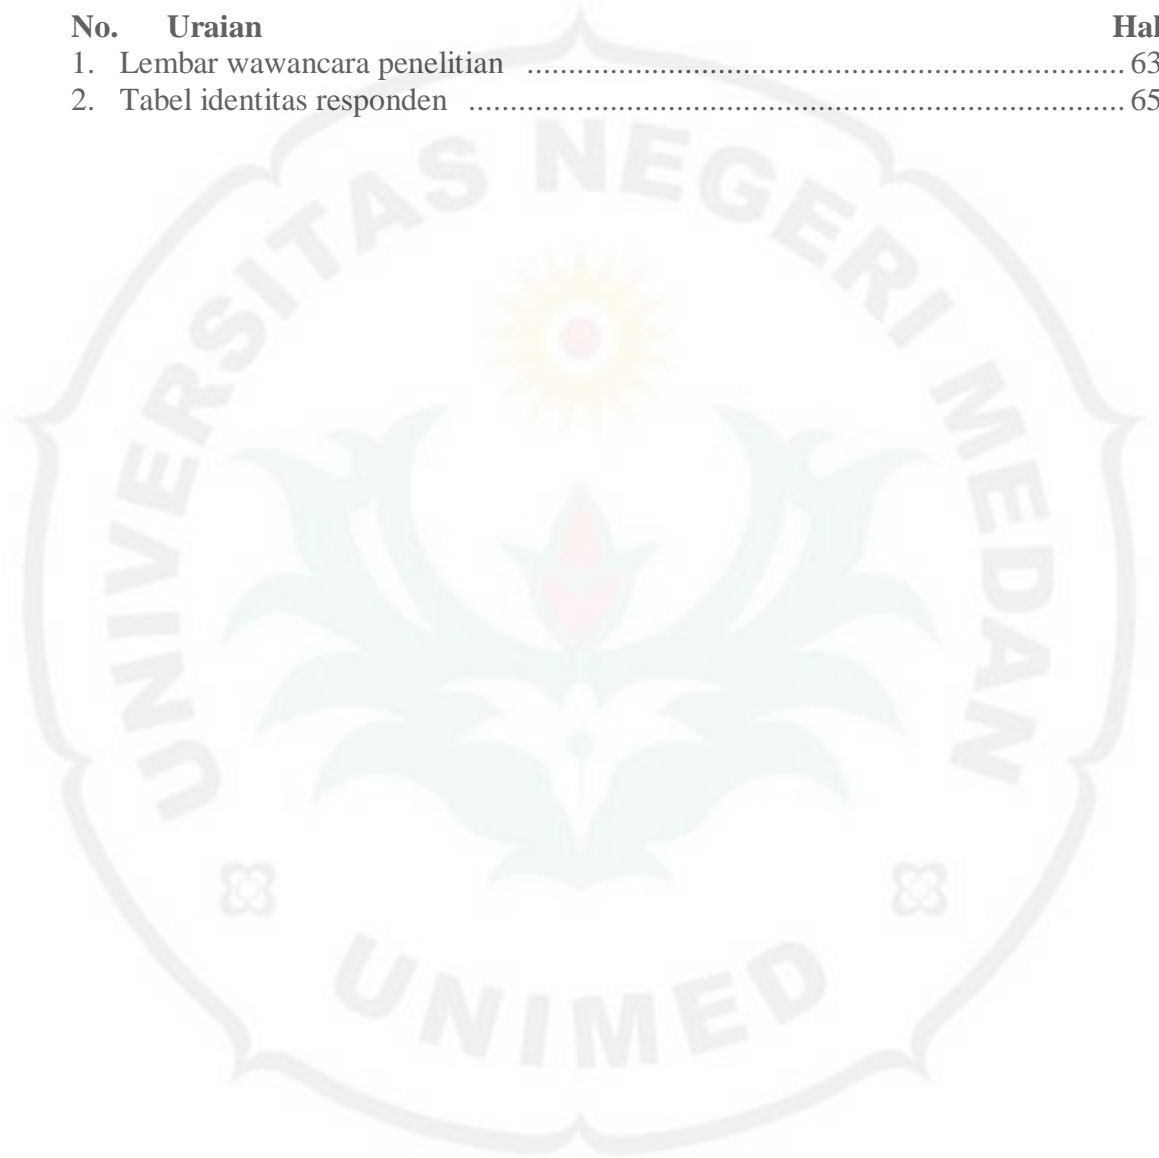 No. Uraian Hal
1. Lembar wawancara penelitian ........................................................................ 63
2. Tabel identitas responden ............................................................................... 65
UNIVERSITAS NEGERI MEDAN
UNIMED